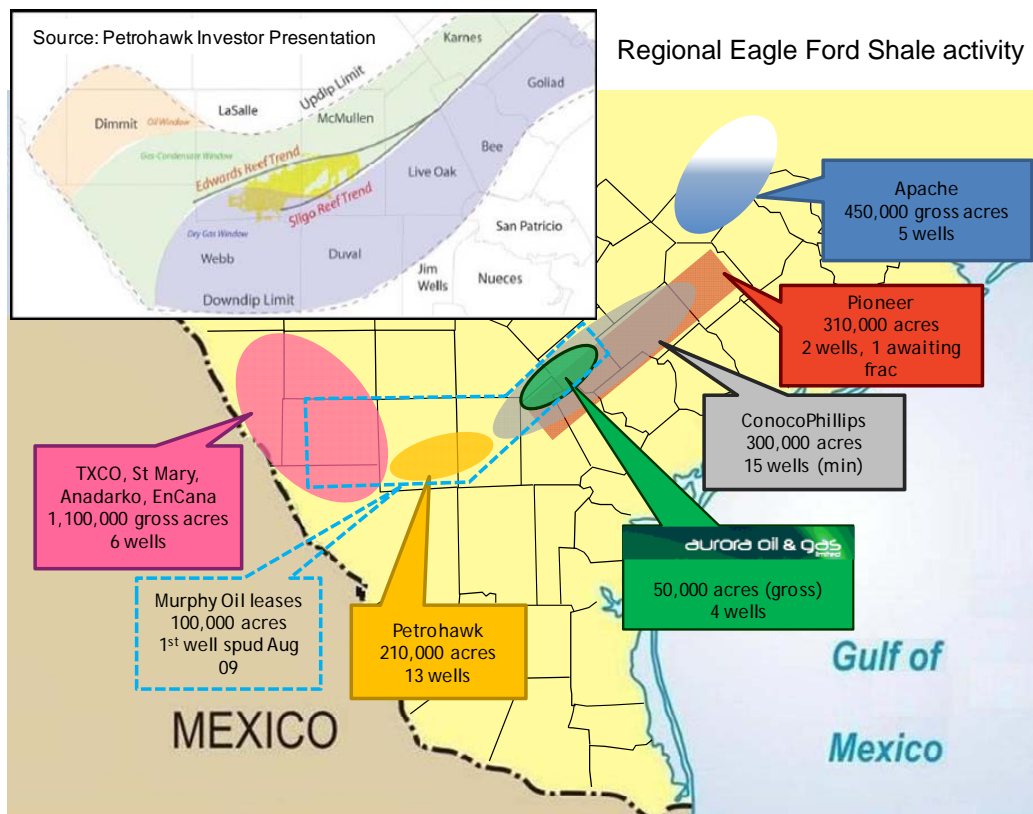 Source: Petrohawk Investor Presentation
Regional Eagle Ford Shale activity
Karnes
Goliad
Updip Limit
LaSalle
McMullen
Dimmit
Oil Window
Bee
Gas-Condensate Window
Edwards Reef Trend
Live Oak
Sligo Reef Trend
San Patricio
Dry Gas Window
Webb
Duval
Jim
Wells
Nueces
Downdip Limit
Apache
450,000 gross acres
5 wells
Pioneer
310,000 acres
2 wells, 1 awaiting
frac
ConocoPhillips
300,000 acres
15 wells (min)
TXCO, St Mary,
Anadarko, EnCana
1,100,000 gross acres
6 wells
aurora oil & gas
limited
50,000 acres (gross)
4 wells
Murphy Oil leases
100,000 acres
1st well spud Aug
09
Petrohawk
210,000 acres
13 wells
Gulf of
Mexico
MEXICO